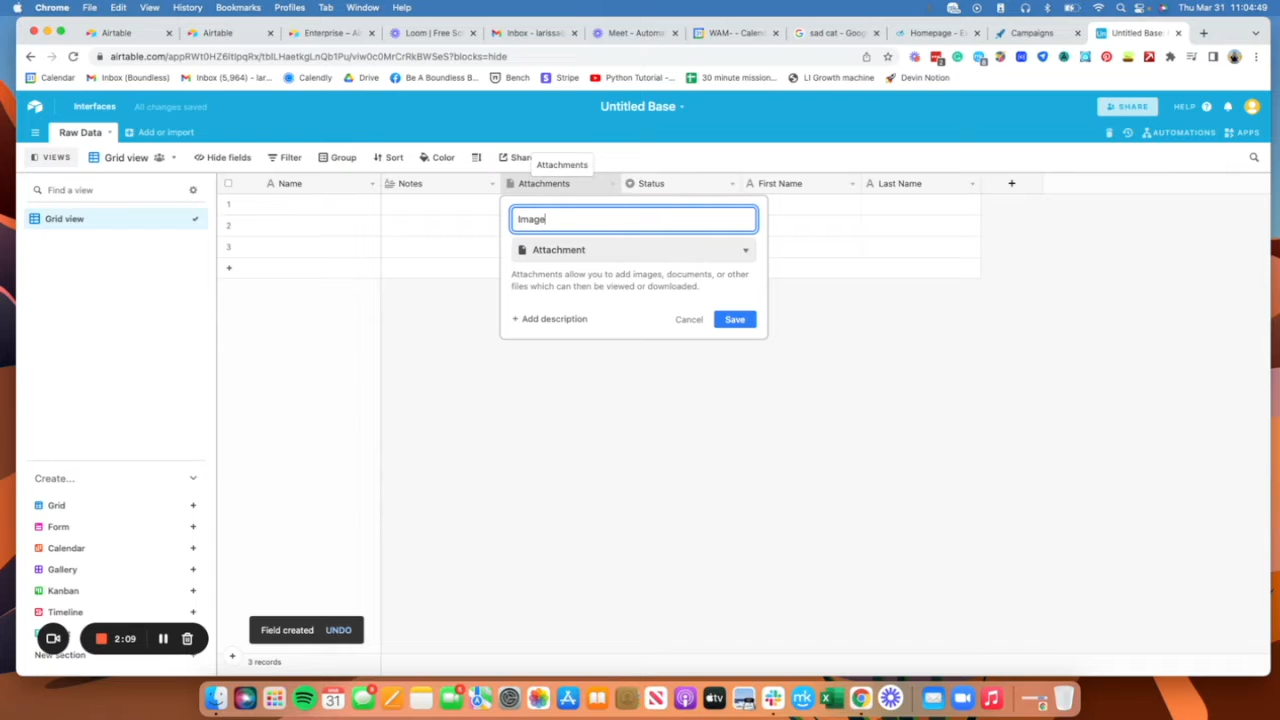 Chrome File Edit View History Bookmarks Profiles Tab Window Help Thu Mar 31 11:04:49
Airtable Airtable Enterprise – Ai Loom | Free Sc Inbox - larissa@ Meet - Automa WAM- - Calend sad cat - Goog Homepage - E Campaigns Untitled Base:
airtable.com/appRWt0HZ6ItIpqRx/tblLHaetkgLnQb1Pu/viw0c0MrCrRkBWSeS?blocks=hide
Calendar Inbox (Boundless) Inbox (5,964) - lar... Calendly Drive Be A Boundless B... Bench Stripe Python Tutorial -... 30 minute mission... LI Growth machine Devin Notion
Interfaces All changes saved Untitled Base SHARE HELP
Raw Data Add or import AUTOMATIONS APPS
VIEWS Grid view Hide fields Filter Group Sort Color Shar
Attachments
Find a view
Name Notes Attachments Status First Name Last Name
Grid view
1
2
3
Image
Attachment
Attachments allow you to add images, documents, or other
files which can then be viewed or downloaded.
+ Add description Cancel Save
Create...
Grid
Form
Calendar
Gallery
Kanban
Timeline
2:09
New section
Field created UNDO
3 records